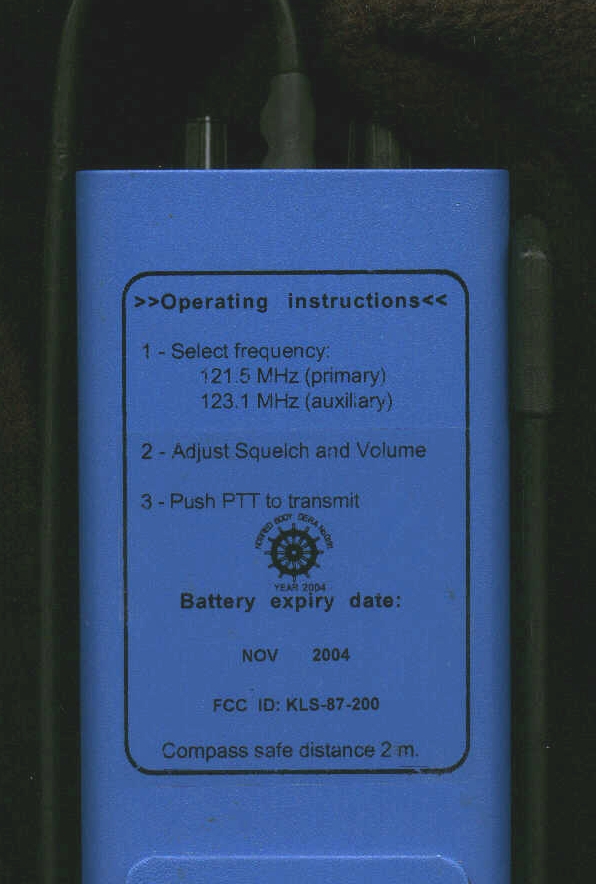 >>Operating instructions<<
1 - Select frequency:
121.5 MHz (primary)
123.1 MHz (auxiliary)
2 - Adjust Squelch and Volume
3 - Push PTT to transmit
BODY
YEAR 2004
Battery expiry date:
NOV 2004
FCC ID: KLS-87-200
Compass safe distance 2 m.